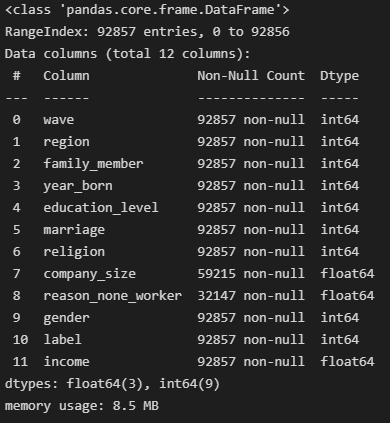 <class 'pandas.core.frame.DataFrame'>
RangeIndex: 92857 entries, 0 to 92856
Data columns (total 12 columns):
 #   Column             Non-Null Count  Dtype
---  ------             --------------  -----
 0   wave               92857 non-null  int64
 1   region             92857 non-null  int64
 2   family_member      92857 non-null  int64
 3   year_born          92857 non-null  int64
 4   education_level    92857 non-null  int64
 5   marriage           92857 non-null  int64
 6   religion           92857 non-null  int64
 7   company_size       59215 non-null  float64
 8   reason_none_worker 32147 non-null  float64
 9   gender             92857 non-null  int64
 10  label              92857 non-null  int64
 11  income             92857 non-null  float64
dtypes: float64(3), int64(9)
memory usage: 8.5 MB